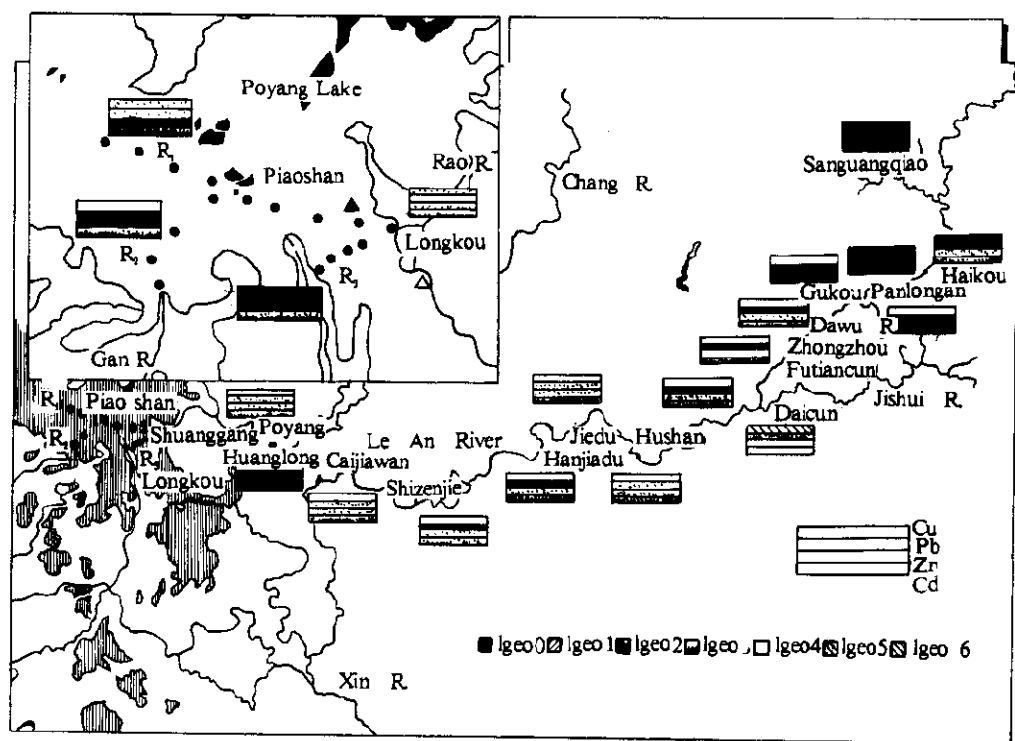 Poyang Lake
R1
Rao R.
Piaoshan
R2
Longkou
R3
Gan R.
Chang R.
Sanguangqiao
Haikou
Gukou
Panlongan
Dawu R.
Zhongzhou
Futiancun
Jishui R.
Daicun
R1
Piao shan
R2
R3
Shuanggang
Poyang
Longkou
Huanglong
Caijiawan
Le An River
Shizenjie
Jiedu
Hushan
Hanjiadu
Cu
Pb
Zn
Cd
Igeo0 Igeo 1 Igeo2 Igeo Igeo4 Igeo5 Igeo 6
Xin R.